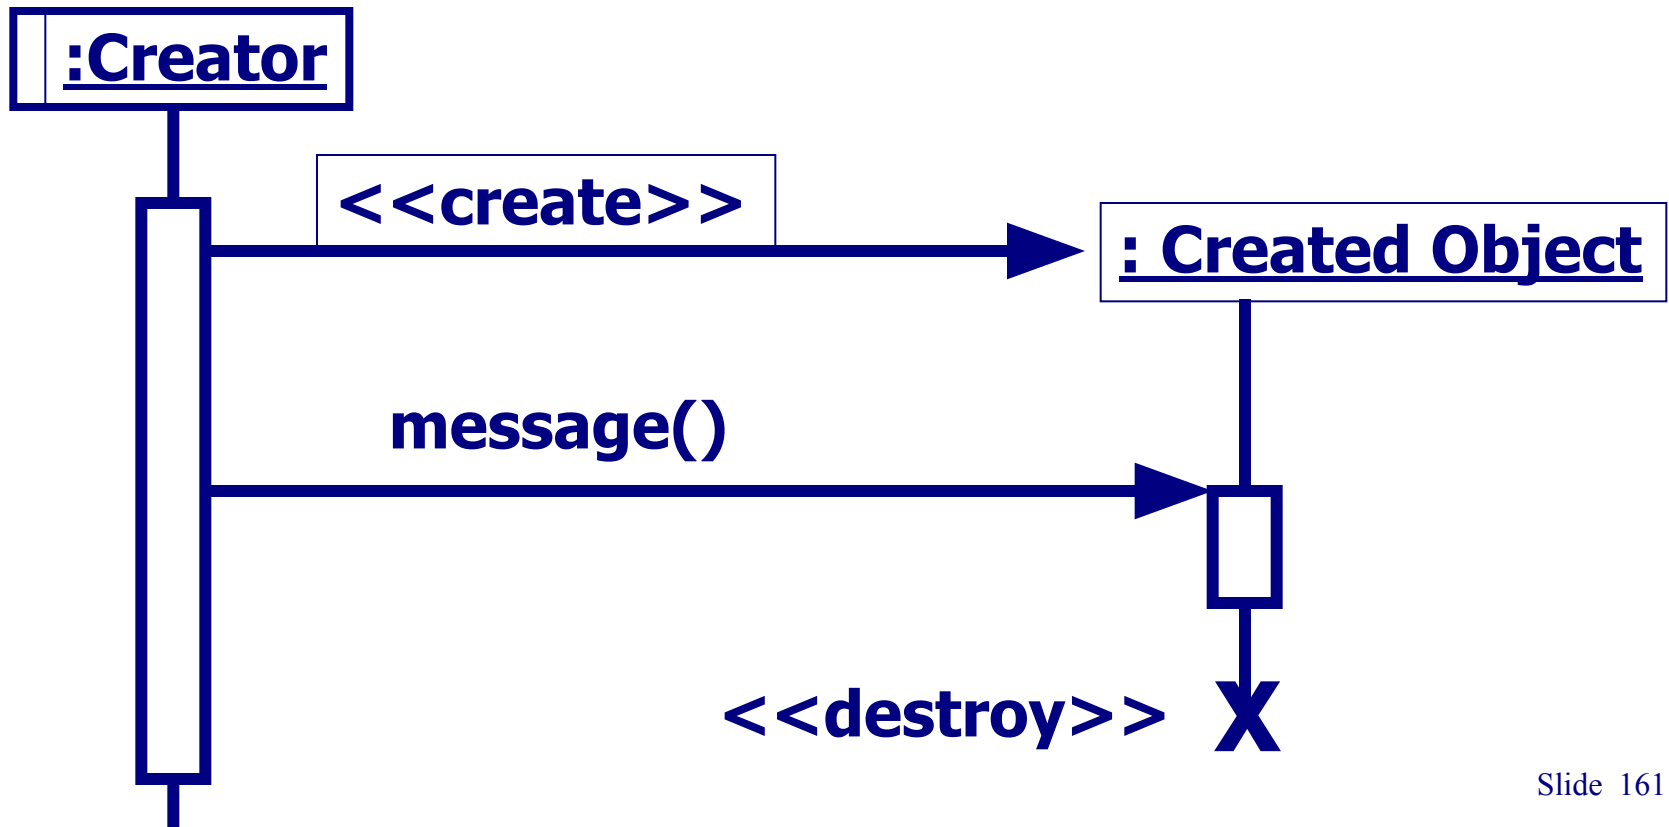 :Creator
<<create>>
: Created Object
message()
<<destroy>> X
Slide 161